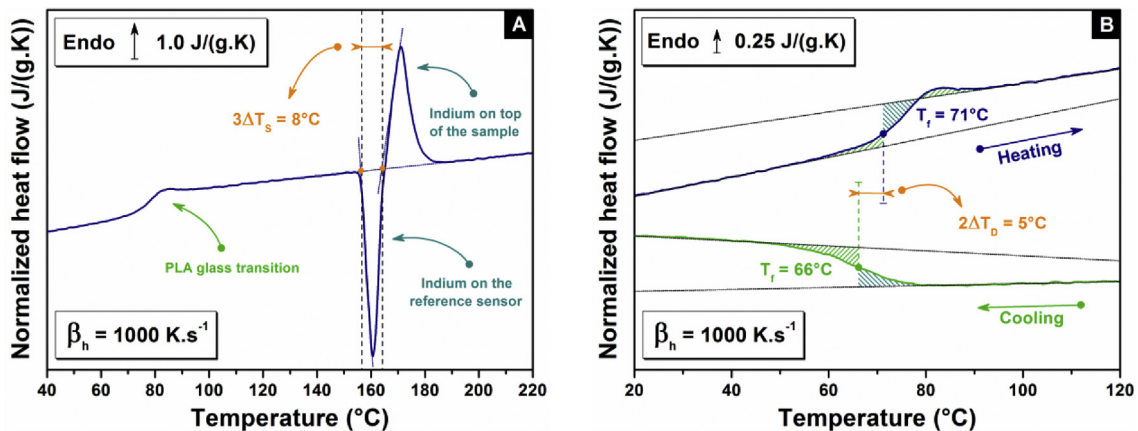 A
Endo 1.0 J/(g.K)
3ΔT_S = 8°C
Indium on top
of the sample
PLA glass transition
Indium on the
reference sensor
β_h = 1000 K.s⁻¹
Normalized heat flow (J/(g.K))
40 60 80 100 120 140 160 180 200 220
Temperature (°C)
B
Endo 0.25 J/(g.K)
T_f = 71°C
Heating
2ΔT_D = 5°C
T_f = 66°C
Cooling
β_h = 1000 K.s⁻¹
Normalized heat flow (J/(g.K))
20 40 60 80 100 120
Temperature (°C)